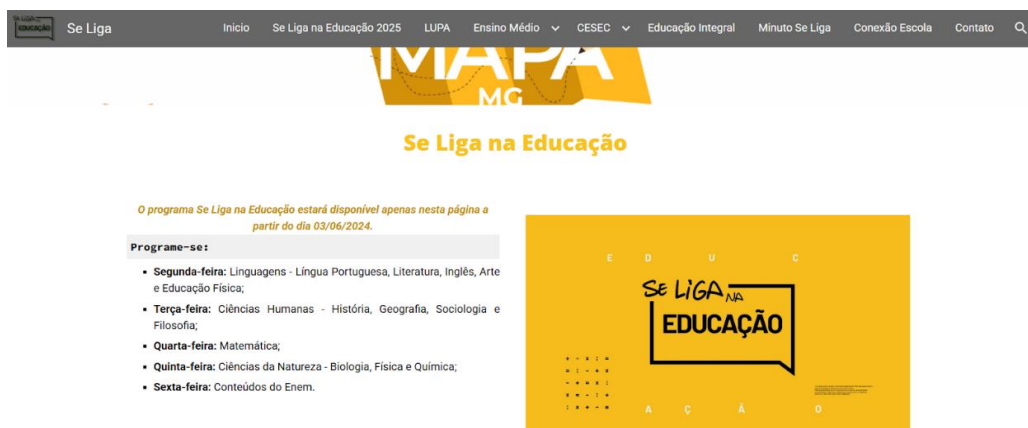 Se Liga
Inicio
Se Liga na Educação 2025
LUPA
Ensino Médio
CESEC
Educação Integral
Minuto Se Liga
Conexão Escola
Contato
MAPA
MG
Se Liga na Educação
O programa Se Liga na Educação estará disponível apenas nesta página a
partir do dia 03/06/2024.
Programe-se:
Segunda-feira: Linguagens - Língua Portuguesa, Literatura, Inglês, Arte
e Educação Física;
Terça-feira: Ciências Humanas - História, Geografia, Sociologia e
Filosofia;
Quarta-feira: Matemática;
Quinta-feira: Ciências da Natureza - Biologia, Física e Química;
Sexta-feira: Conteúdos do Enem.
E D U C
SE LIGA NA
EDUCAÇÃO
A Ç Ã O